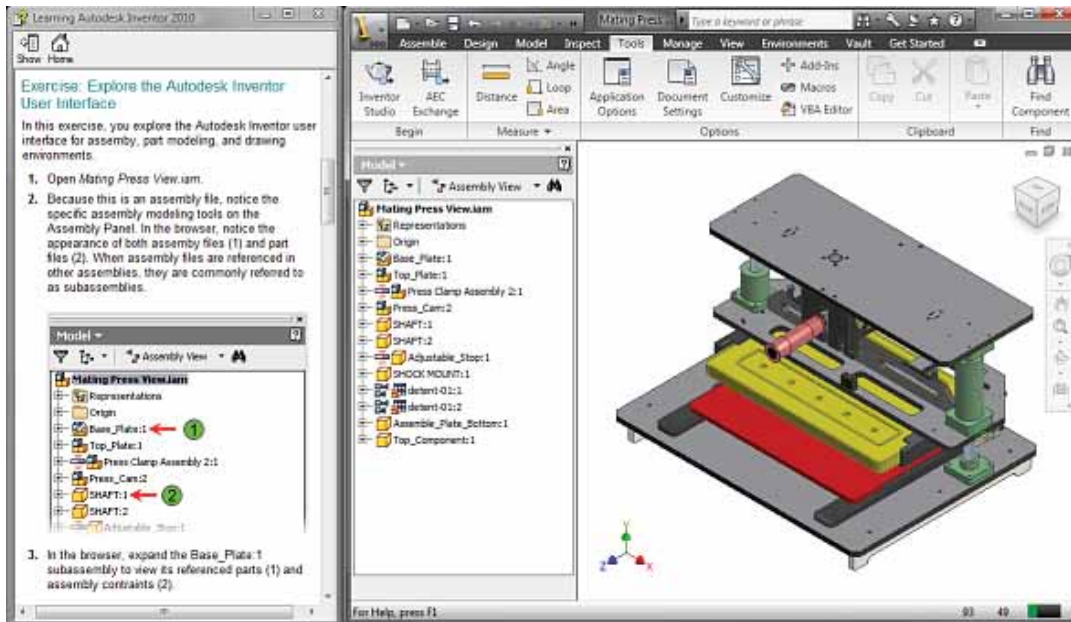 Learning Autodesk Inventor 2010
Show Home
Exercise: Explore the Autodesk Inventor
User Interface
In this exercise, you explore the Autodesk Inventor user
interface for assemby, part modeling, and drawing
environments.
1. Open Mating Press View.iam.
2. Because this is an assembly file, notice the
specific assembly modeling tools on the
Assembly Panel. In the browser, notice the
appearance of both assemby files (1) and part
files (2). When assembly files are referenced in
other assemblies, they are commonly referred to
as subassemblies.
Model
Assembly View
Mating Press View.iam
Representations
Origin
Base_Plate:1
1
Top_Plate:1
Press Clamp Assembly 2:1
Press_Cam:2
SHAFT:1
2
SHAFT:2
Adjustable_Stop:1
3. In the browser, expand the Base_Plate:1
subassembly to view its referenced parts (1) and
assembly contraints (2).
Mating Press
Type a keyword or phrase
Assemble Design Model Inspect Tools Manage View Environments Vault Get Started
Inventor Studio
AEC Exchange
Begin
Distance
Angle
Loop
Area
Measure
Application Options
Document Settings
Customize
Add-Ins
Macros
VBA Editor
Options
Copy
Cut
Paste
Clipboard
Find Component
Find
Model
Assembly View
Mating Press View.iam
Representations
Origin
Base_Plate:1
Top_Plate:1
Press Clamp Assembly 2:1
Press_Cam:2
SHAFT:1
SHAFT:2
Adjustable_Stop:1
SHOCK MOUNT:1
detent-01:1
detent-01:2
Assemble_Plate_Bottom:1
Top_Component:1
Y
Z
X
For Help, press F1
93 49